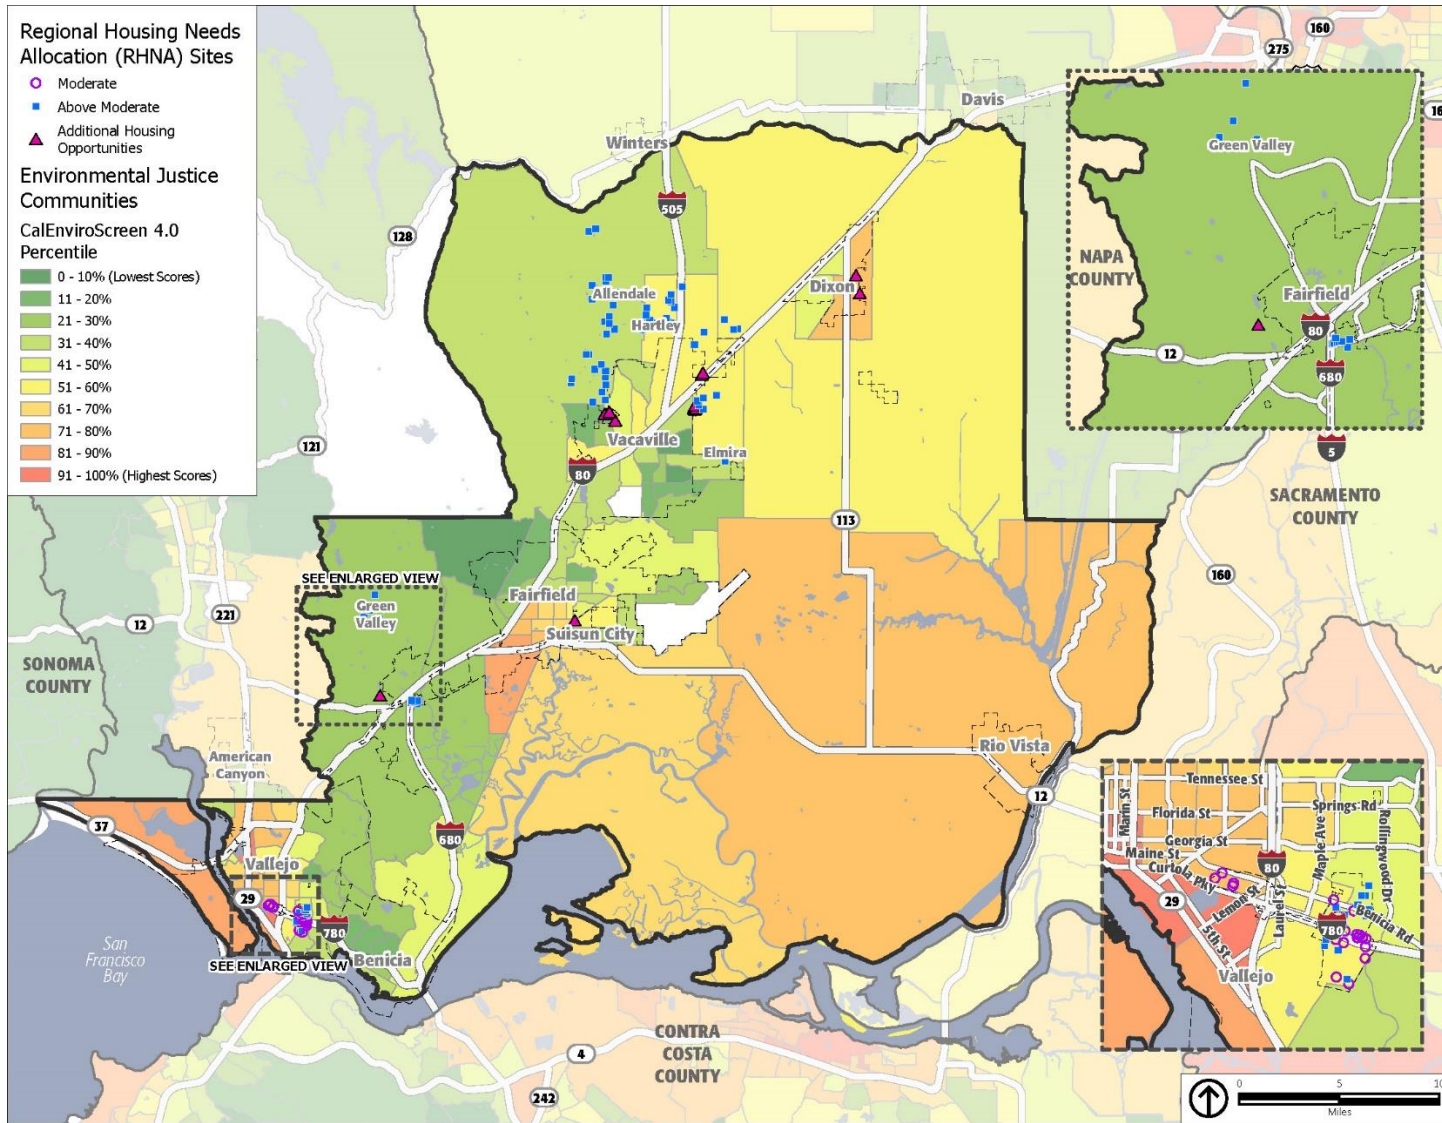 Regional Housing Needs
Allocation (RHNA) Sites
Moderate
Above Moderate
Additional Housing
Opportunities
Environmental Justice
Communities
CalEnviroScreen 4.0
Percentile
0 - 10% (Lowest Scores)
11 - 20%
21 - 30%
31 - 40%
41 - 50%
51 - 60%
61 - 70%
71 - 80%
81 - 90%
91 - 100% (Highest Scores)
160
275
Davis
Winters
505
128
Allendale
Hartley
Dixon
121
Vacaville
Elmira
80
113
5
SACRAMENTO
COUNTY
160
SEE ENLARGED VIEW
Green
Valley
Fairfield
Suisun City
221
12
SONOMA
COUNTY
American
Canyon
Rio Vista
12
37
680
Vallejo
29
780
SEE ENLARGED VIEW
Benicia
San
Francisco
Bay
CONTRA
COSTA
COUNTY
4
242
Green Valley
NAPA
COUNTY
Fairfield
80
12
680
Tennessee St
Marin St
Florida St
Springs Rd
Maple Ave
Rollingwood Dr
Georgia St
Maine St
Curtola PKY
80
29
Lemon St
Laurel St
Benicia Rd
780
5th St
Vallejo
0 5 10
Miles